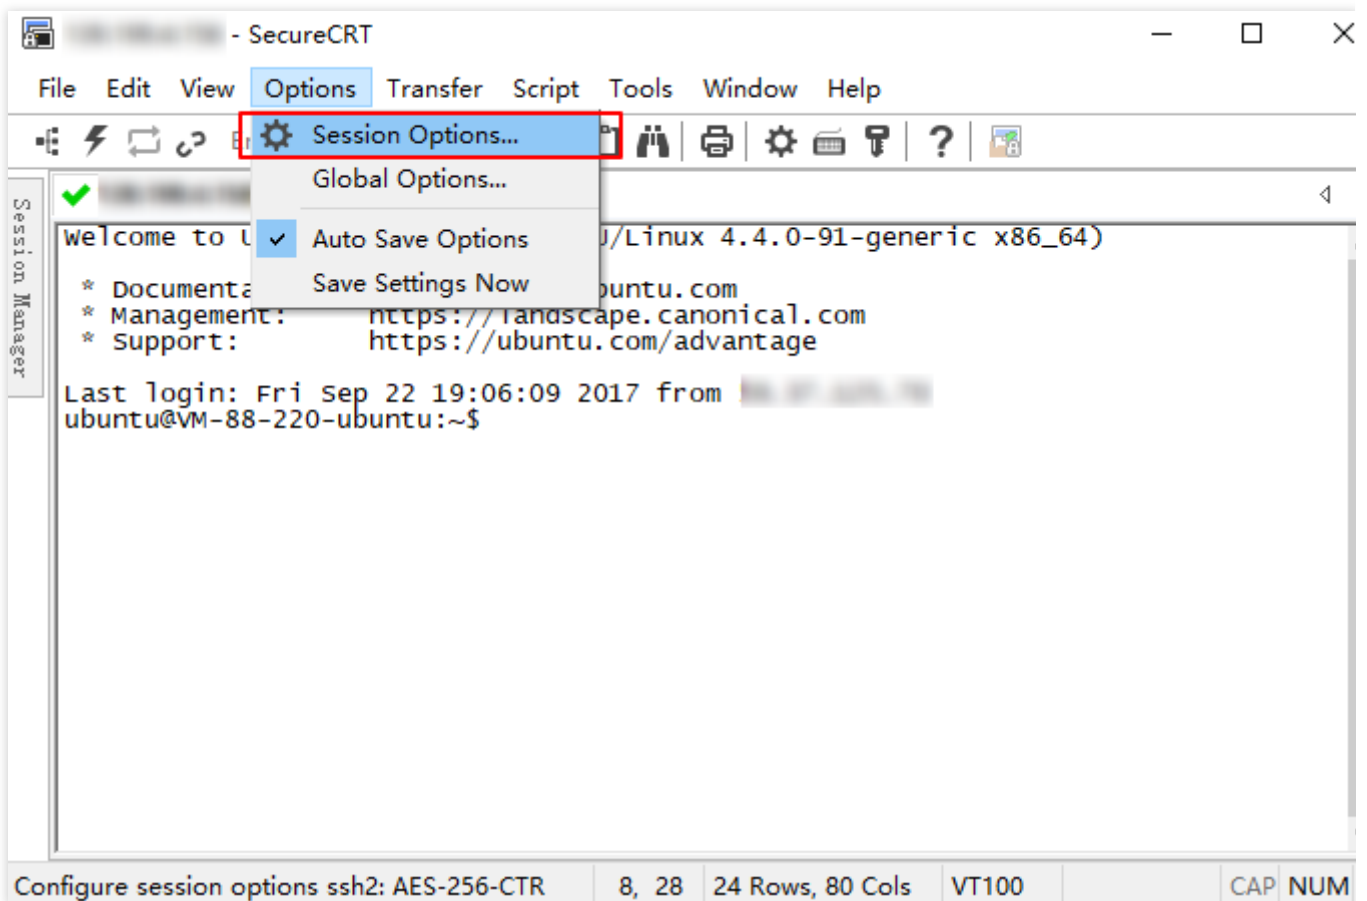 - SecureCRT
File Edit View Options Transfer Script Tools Window Help
Session Options...
Global Options...
Auto Save Options
Save Settings Now
Session Manager
Welcome to U /Linux 4.4.0-91-generic x86_64)
* Documenta buntu.com
* Management: https://landscape.canonical.com
* Support: https://ubuntu.com/advantage
Last login: Fri Sep 22 19:06:09 2017 from
ubuntu@VM-88-220-ubuntu:~$
Configure session options ssh2: AES-256-CTR 8, 28 24 Rows, 80 Cols VT100 CAP NUM